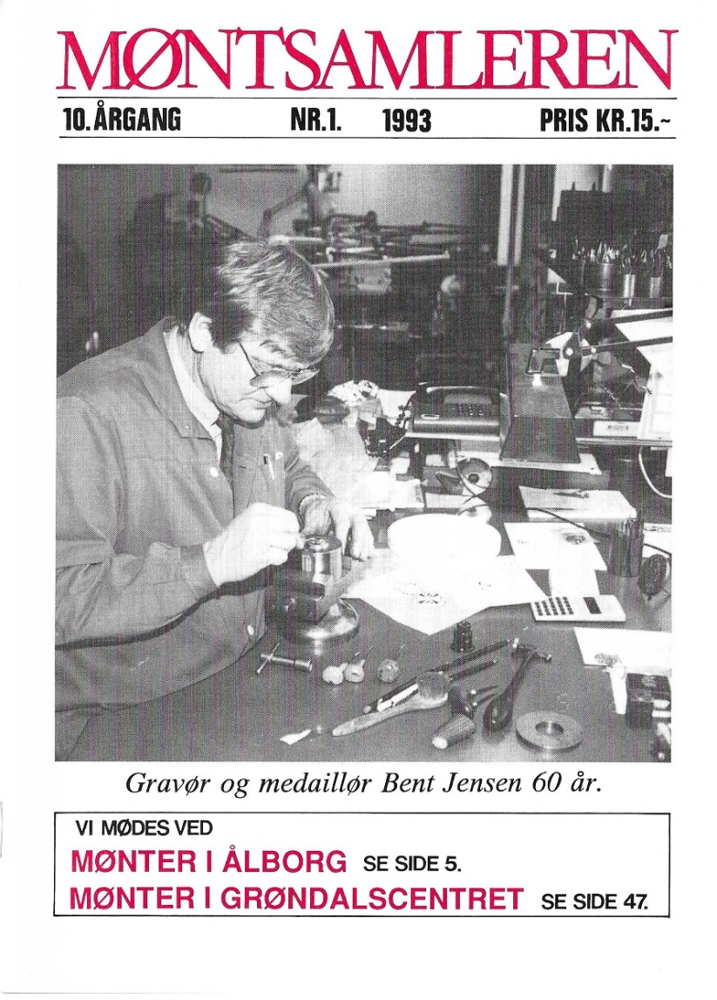 MØNTSAMLEREN
10. ÅRGANG NR.1. 1993 PRIS KR.15.~
Gravør og medaillør Bent Jensen 60 år.
VI MØDES VED
MØNTER I ÅLBORG SE SIDE 5.
MØNTER I GRØNDALSCENTRET SE SIDE 47.